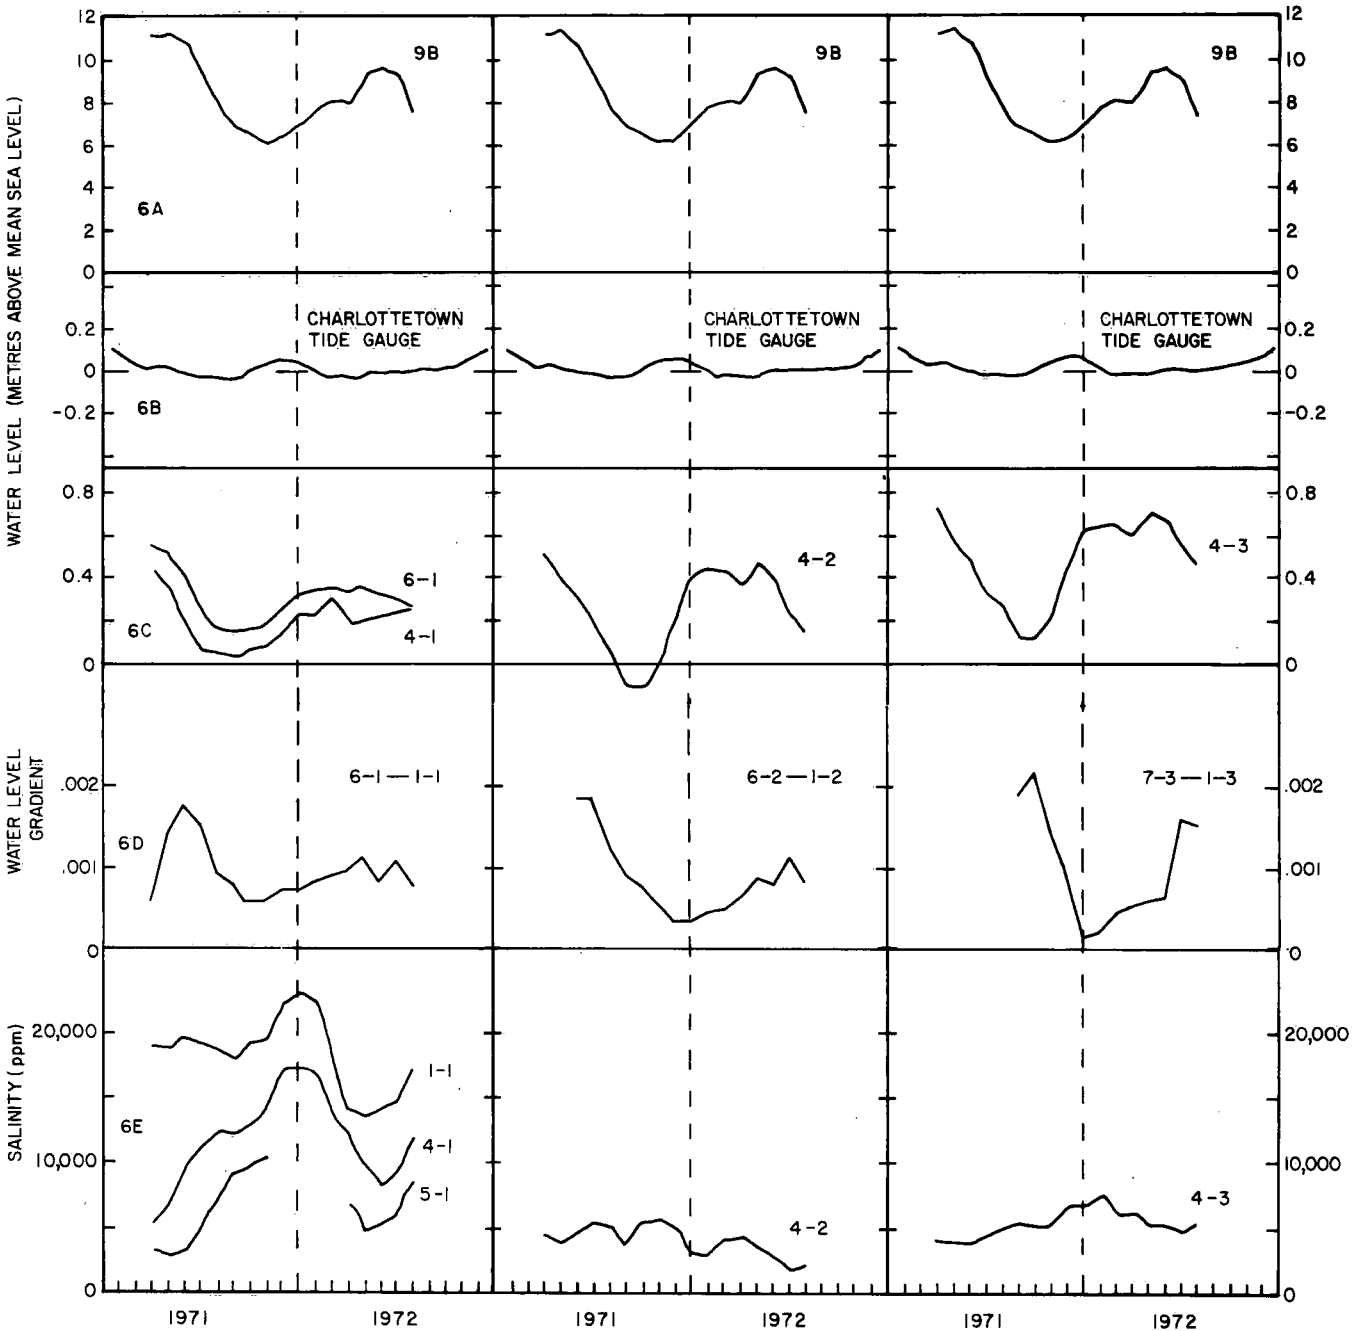 12
12
10
9B
9B
9B
10
8
8
6
6
4
4
6A
2
2
0
0
WATER LEVEL (METRES ABOVE MEAN SEA LEVEL)
CHARLOTTETOWN
TIDE GAUGE
CHARLOTTETOWN
TIDE GAUGE
CHARLOTTETOWN
TIDE GAUGE
0.2
0.2
0
0
6B
-0.2
-0.2
0.8
0.8
4-2
4-3
6-1
0.4
0.4
6C
4-1
0
0
WATER LEVEL
GRADIENT
6-1 — 1-1
6-2 — 1-2
7-3 — 1-3
.002
.002
6D
.001
.001
0
0
SALINITY (ppm)
20,000
20,000
1-1
6E
4-1
10,000
10,000
5-1
4-2
4-3
0
0
1971
1972
1971
1972
1971
1972